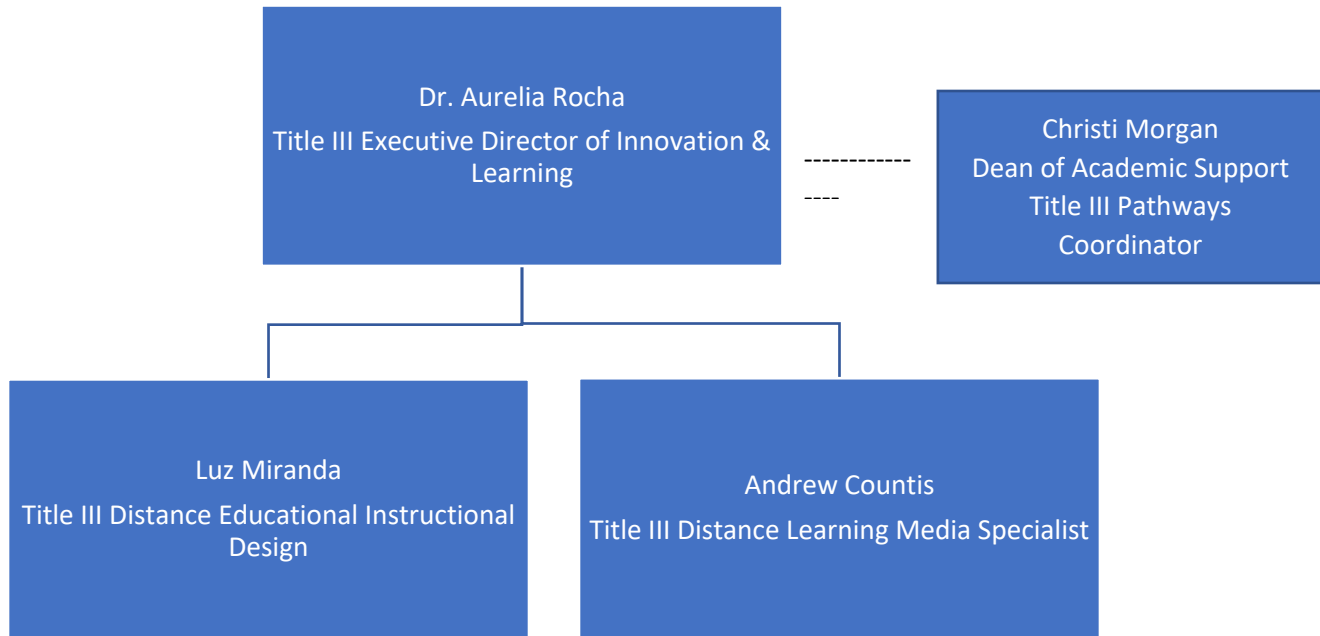 Dr. Aurelia Rocha
Title III Executive Director of Innovation &
Learning
Christi Morgan
Dean of Academic Support
Title III Pathways
Coordinator
Luz Miranda
Title III Distance Educational Instructional
Design
Andrew Countis
Title III Distance Learning Media Specialist